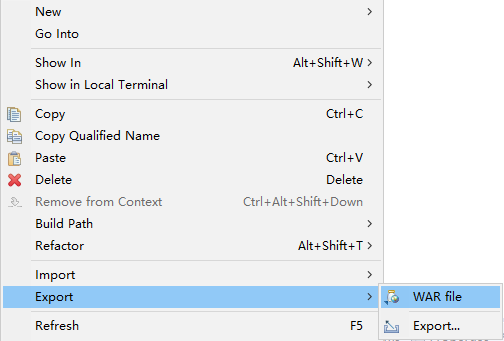 New
Go Into
Show In Alt+Shift+W
Show in Local Terminal
Copy Ctrl+C
Copy Qualified Name
Paste Ctrl+V
Delete Delete
Remove from Context Ctrl+Alt+Shift+Down
Build Path
Refactor Alt+Shift+T
Import
Export WAR file
Refresh F5 Export...